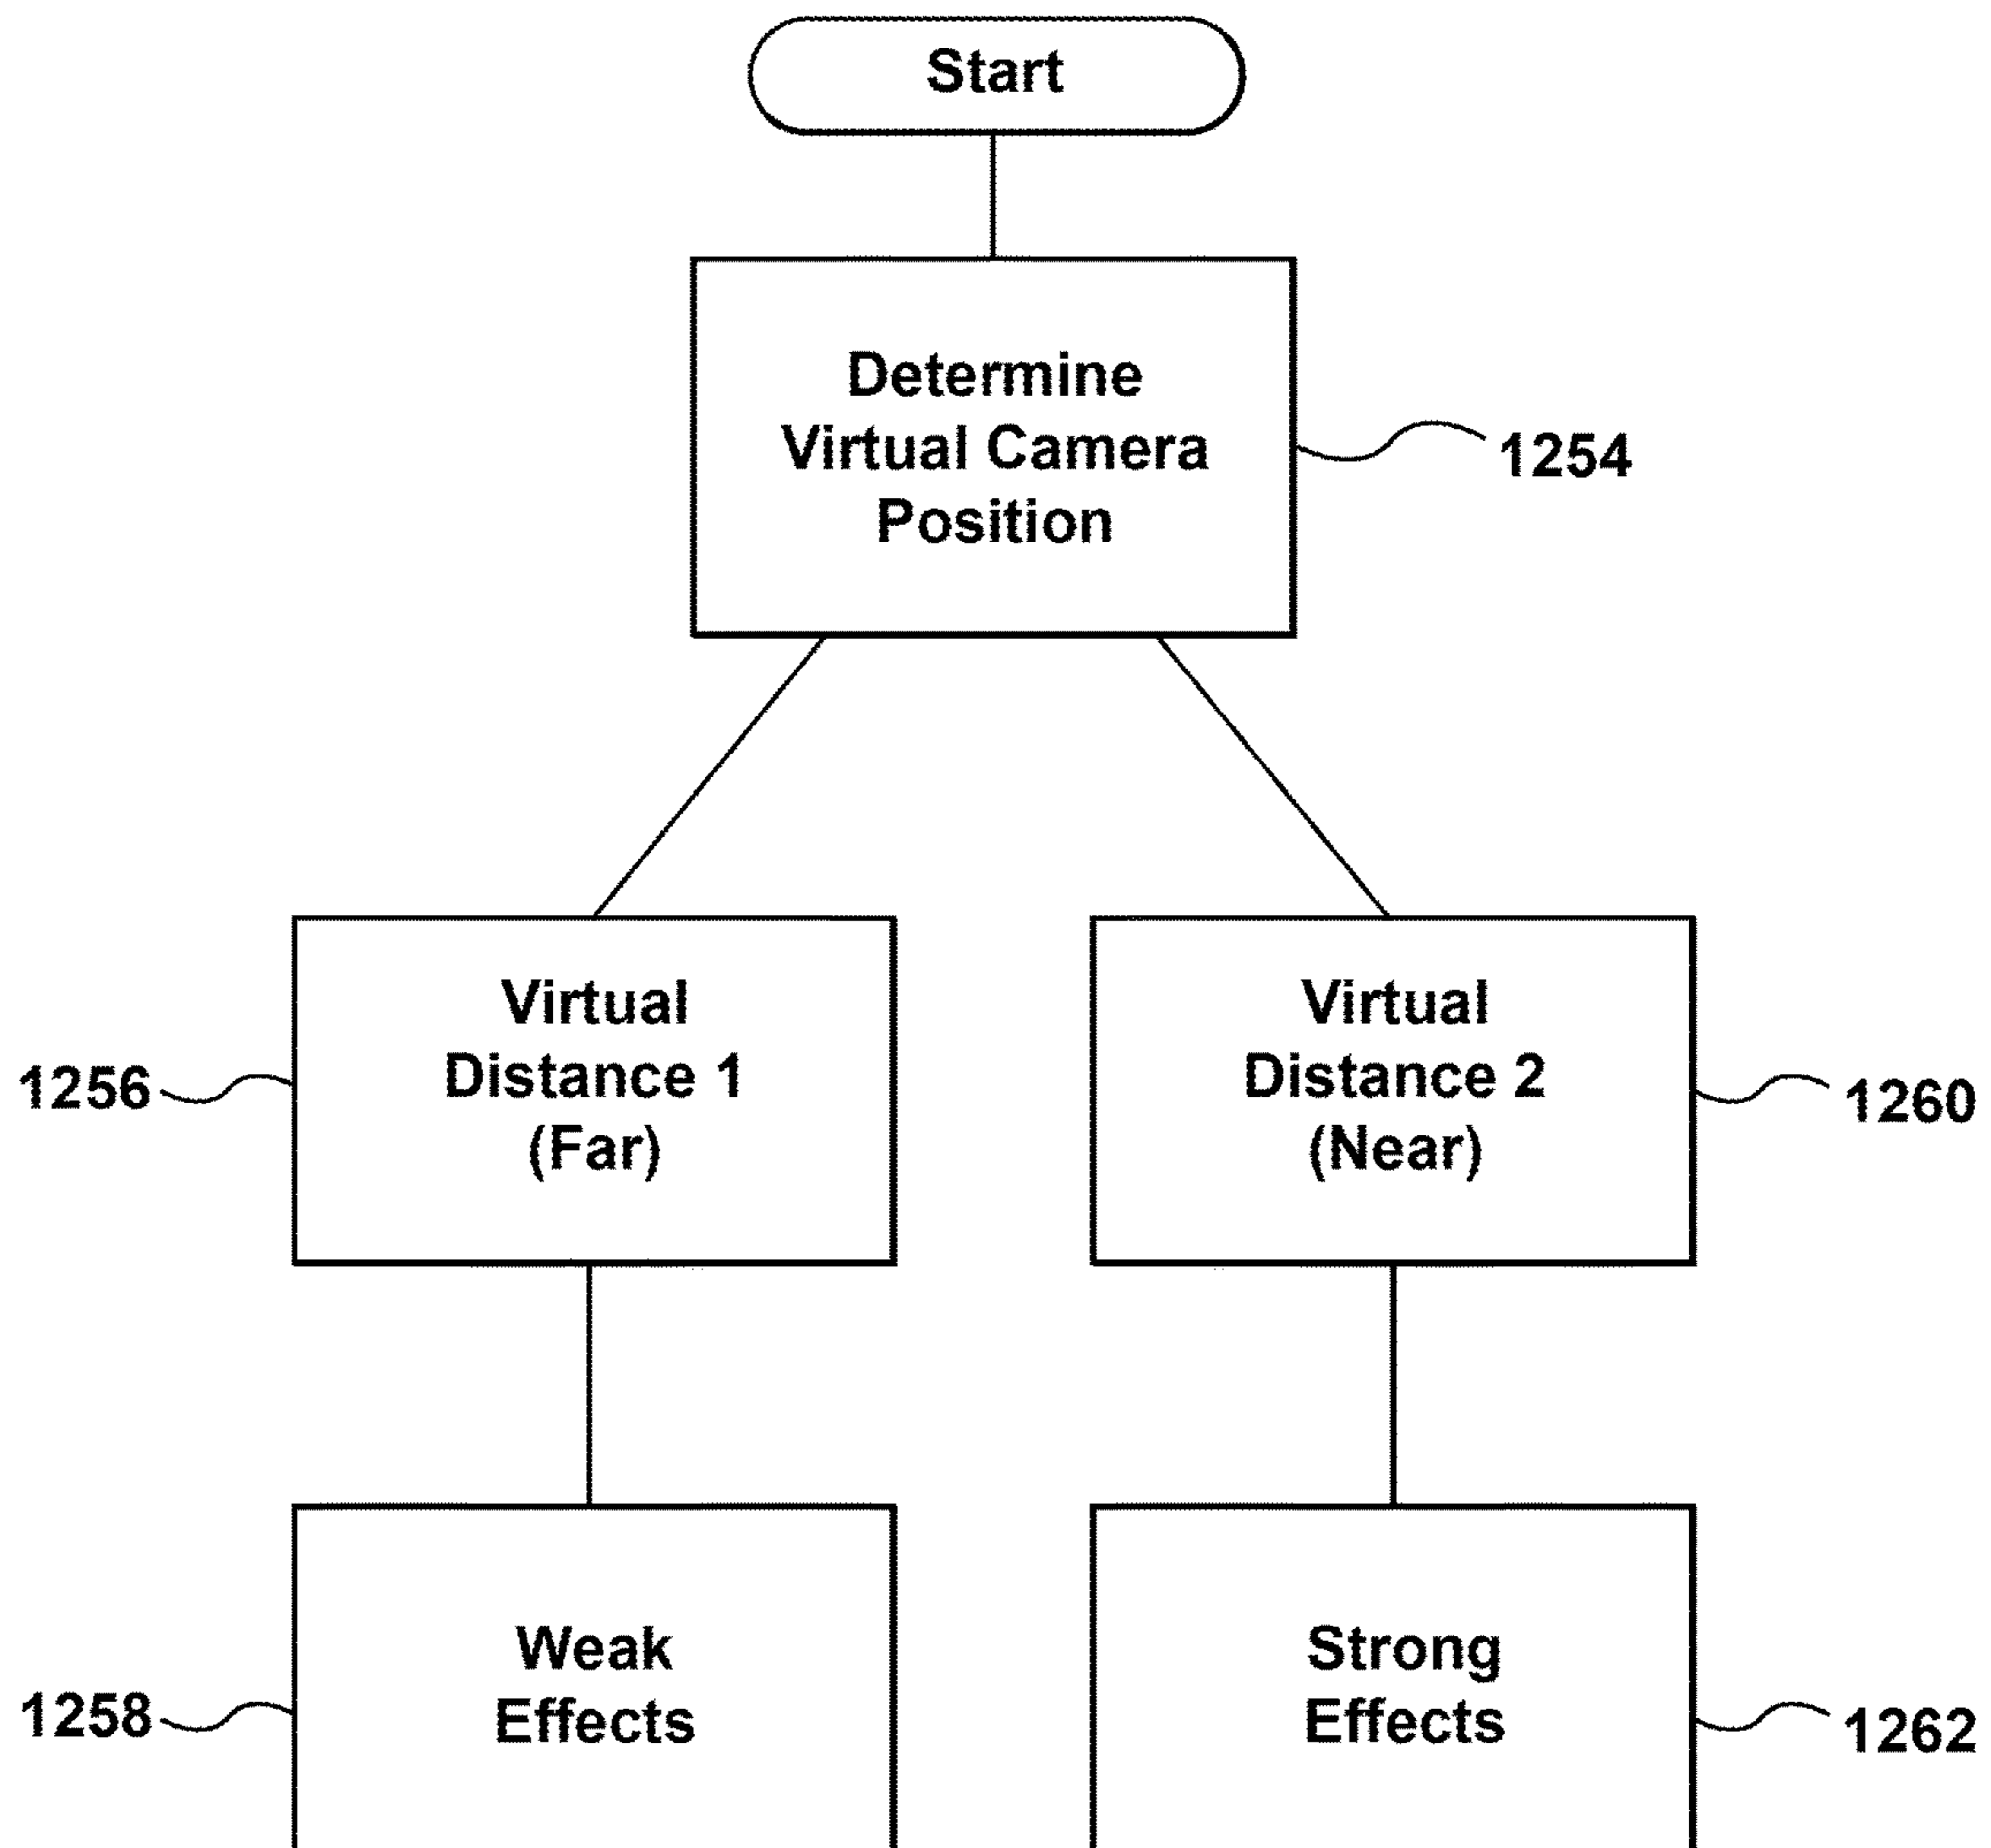 Start
Determine
Virtual Camera
Position
1254
Virtual
Distance 1
(Far)
1256
Virtual
Distance 2
(Near)
1260
Weak
Effects
1258
Strong
Effects
1262